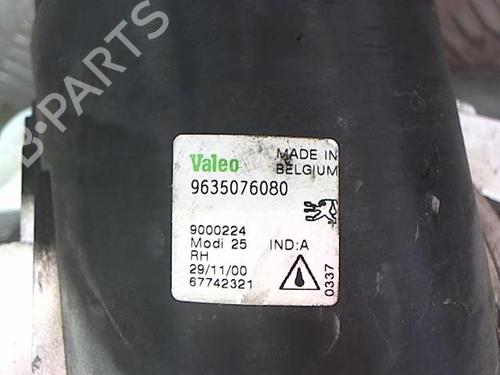 B-PARTS
Valeo
MADE IN
BELGIUM
9635076080
9000224
Modi 25
IND:A
RH
29/11/00
67742321
0337